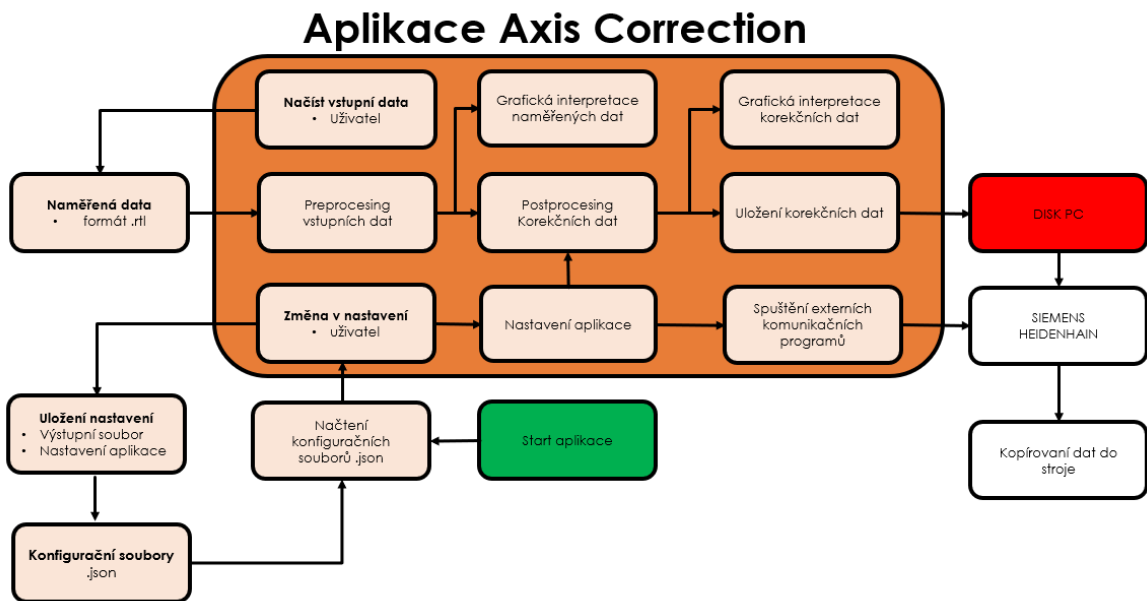 Aplikace Axis Correction
Načíst vstupní data
• Uživatel
Grafická interpretace
naměřených dat
Grafická interpretace
korekčních dat
Naměřená data
• formát .rtl
Preprocesing
vstupních dat
Postprocesing
Korekčních dat
Uložení korekčních dat
DISK PC
Změna v nastavení
• uživatel
Nastavení aplikace
Spuštění externích
komunikačních
programů
SIEMENS
HEIDENHAIN
Uložení nastavení
• Výstupní soubor
• Nastavení aplikace
Načtení
konfiguračních
souborů .json
Start aplikace
Kopírovaní dat do
stroje
Konfigurační soubory
.json